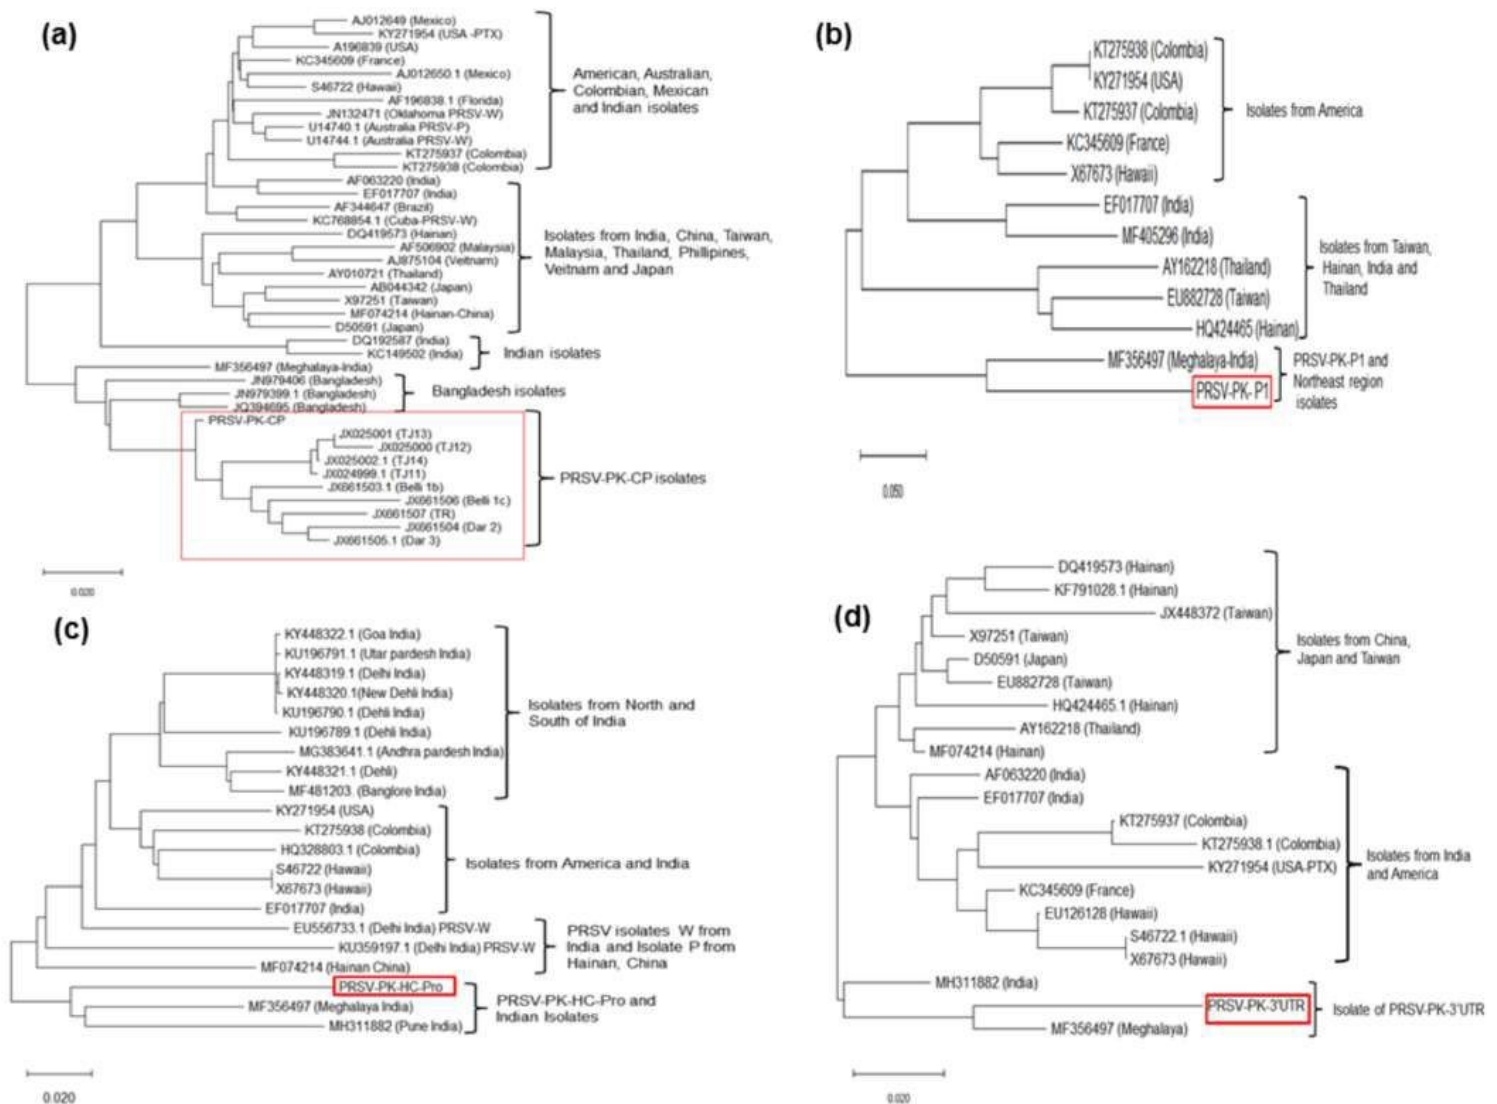 (a)
AJ012649 (Mexico)
KY271954 (USA -PTX)
A196839 (USA)
KC345609 (France)
AJ012650.1 (Mexico)
S46722 (Hawaii)
AF196838.1 (Florida)
JN132471 (Oklahoma PRSV-W)
U14740.1 (Australia PRSV-P)
U14744.1 (Australia PRSV-W)
KT275937 (Colombia)
KT275938 (Colombia)
AF063220 (India)
EF017707 (India)
AF344647 (Brazil)
KC768854.1 (Cuba-PRSV-W)
DQ419573 (Hainan)
AF506902 (Malaysia)
AJ875104 (Veitnam)
AY010721 (Thailand)
AB044342 (Japan)
X97251 (Taiwan)
MF074214 (Hainan-China)
D50591 (Japan)
DQ192587 (India)
KC149502 (India)
MF356497 (Meghalaya-India)
JN979406 (Bangladesh)
JN979399.1 (Bangladesh)
JQ394695 (Bangladesh)
PRSV-PK-CP
JX025001 (TJ13)
JX025000 (TJ12)
JX025002.1 (TJ14)
JX024999.1 (TJ11)
JX661503.1 (Belli 1b)
JX661506 (Belli 1c)
JX661507 (TR)
JX661504 (Dar 2)
JX661505.1 (Dar 3)
American, Australian,
Colombian, Mexican
and Indian isolates
Isolates from India, China, Taiwan,
Malaysia, Thailand, Phillipines,
Veitnam and Japan
Indian isolates
Bangladesh isolates
PRSV-PK-CP isolates
0.020
(b)
KT275938 (Colombia)
KY271954 (USA)
KT275937 (Colombia)
KC345609 (France)
X67673 (Hawaii)
EF017707 (India)
MF405296 (India)
AY162218 (Thailand)
EU882728 (Taiwan)
HQ424465 (Hainan)
MF356497 (Meghalaya-India)
PRSV-PK- P1
Isolates from America
Isolates from Taiwan,
Hainan, India and
Thailand
PRSV-PK-P1 and
Northeast region
isolates
0.050
(c)
KY448322.1 (Goa India)
KU196791.1 (Utar pardesh India)
KY448319.1 (Delhi India)
KY448320.1(New Dehli India)
KU196790.1 (Dehli India)
KU196789.1 (Dehli India)
MG383641.1 (Andhra pardesh India)
KY448321.1 (Dehli)
MF481203. (Banglore India)
KY271954 (USA)
KT275938 (Colombia)
HQ328803.1 (Colombia)
S46722 (Hawaii)
X67673 (Hawaii)
EF017707 (India)
EU556733.1 (Delhi India) PRSV-W
KU359197.1 (Delhi India) PRSV-W
MF074214 (Hainan China)
PRSV-PK-HC-Pro
MF356497 (Meghalaya India)
MH311882 (Pune India)
Isolates from North and
South of India
Isolates from America and India
PRSV isolates W from
India and Isolate P from
Hainan, China
PRSV-PK-HC-Pro and
Indian Isolates
0.020
(d)
DQ419573 (Hainan)
KF791028.1 (Hainan)
JX448372 (Taiwan)
X97251 (Taiwan)
D50591 (Japan)
EU882728 (Taiwan)
HQ424465.1 (Hainan)
AY162218 (Thailand)
MF074214 (Hainan)
AF063220 (India)
EF017707 (India)
KT275937 (Colombia)
KT275938.1 (Colombia)
KY271954 (USA-PTX)
KC345609 (France)
EU126128 (Hawaii)
S46722.1 (Hawaii)
X67673 (Hawaii)
MH311882 (India)
PRSV-PK-3'UTR
MF356497 (Meghalaya)
Isolates from China,
Japan and Taiwan
Isolates from India
and America
Isolate of PRSV-PK-3'UTR
0.020